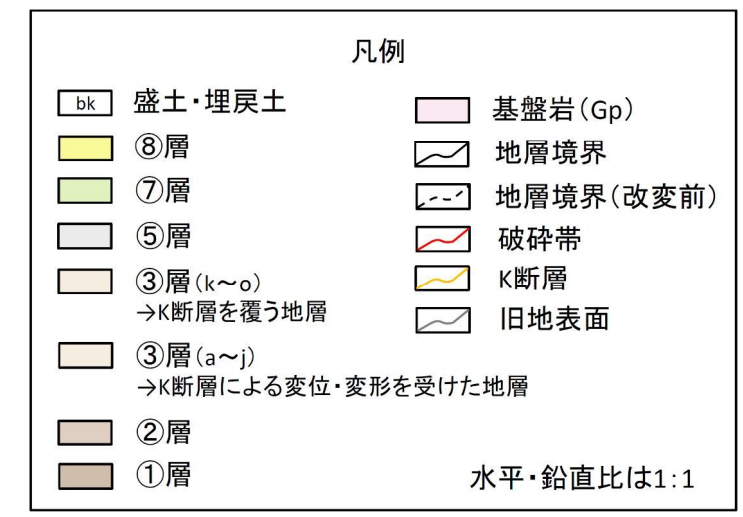 凡例
bk 盛土・埋戻土
⑧層
⑦層
⑤層
③層(k～o)
→K断層を覆う地層
③層(a～j)
→K断層による変位・変形を受けた地層
②層
①層
基盤岩(Gp)
地層境界
地層境界(改変前)
破砕帯
K断層
旧地表面
水平・鉛直比は1:1